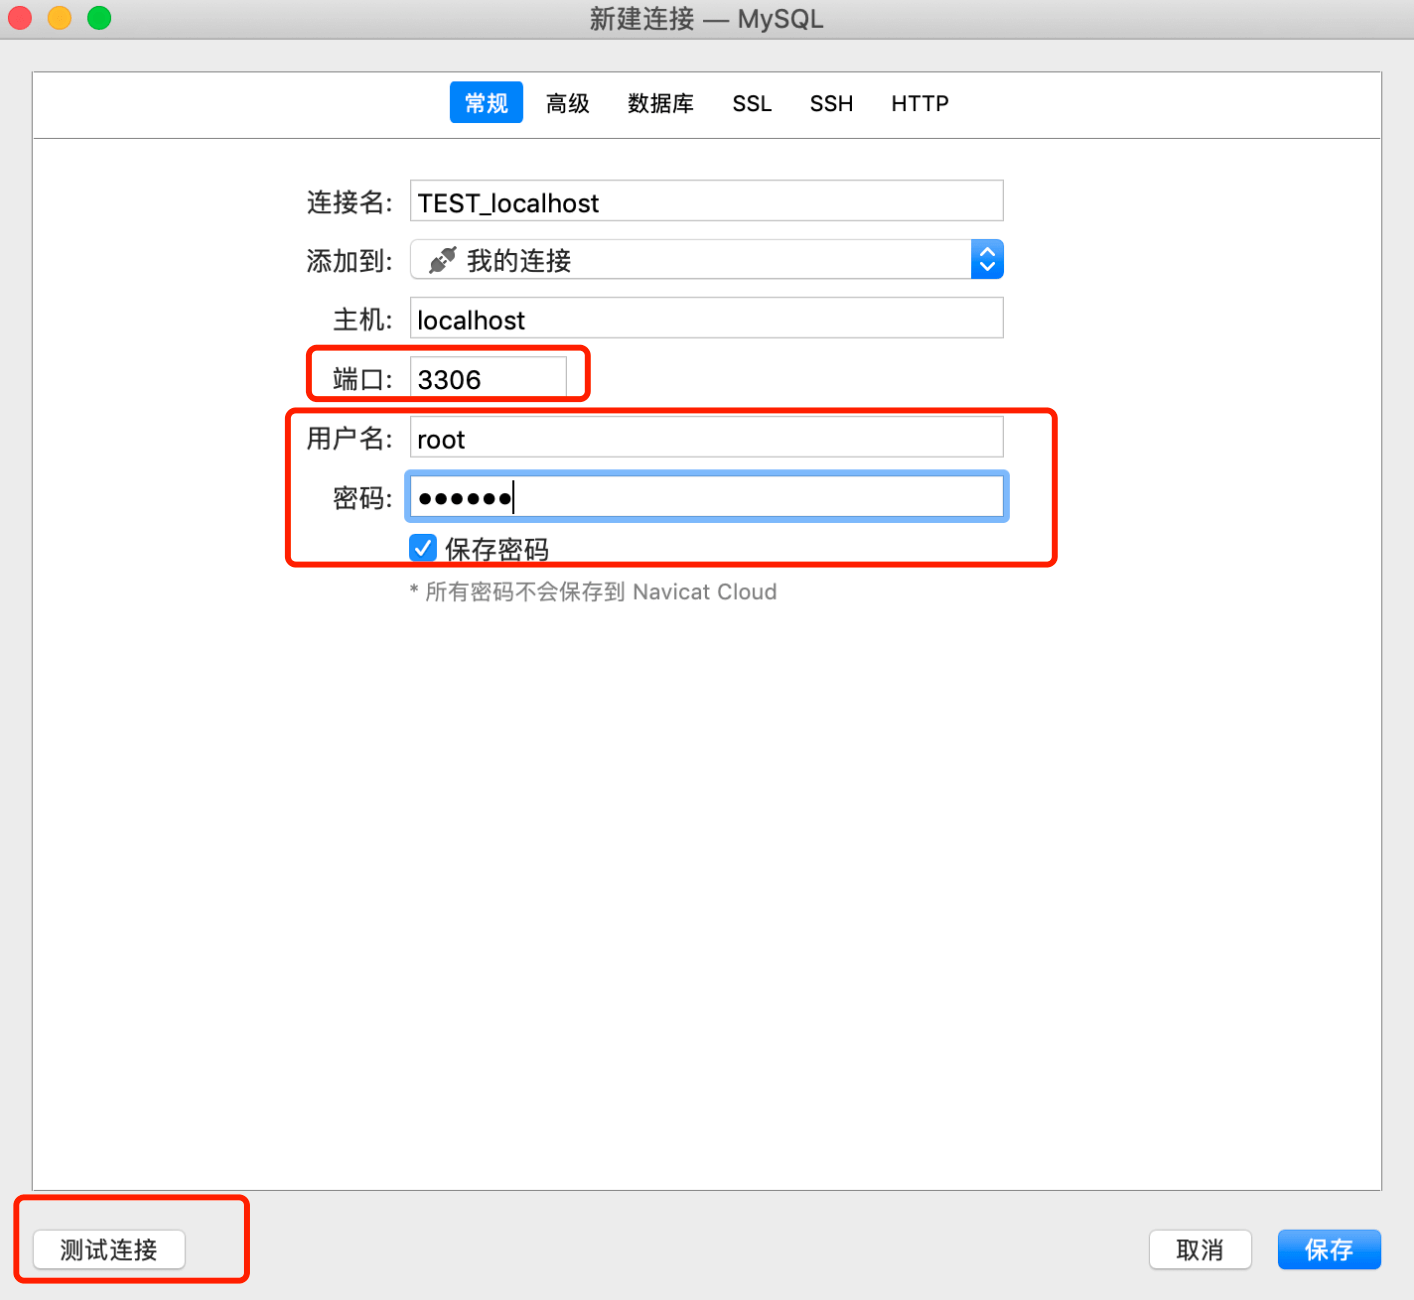 新建连接 — MySQL
常规 高级 数据库 SSL SSH HTTP
连接名: TEST_localhost
添加到: 我的连接
主机: localhost
端口: 3306
用户名: root
密码: ●●●●●●
保存密码
* 所有密码不会保存到 Navicat Cloud
测试连接 取消 保存